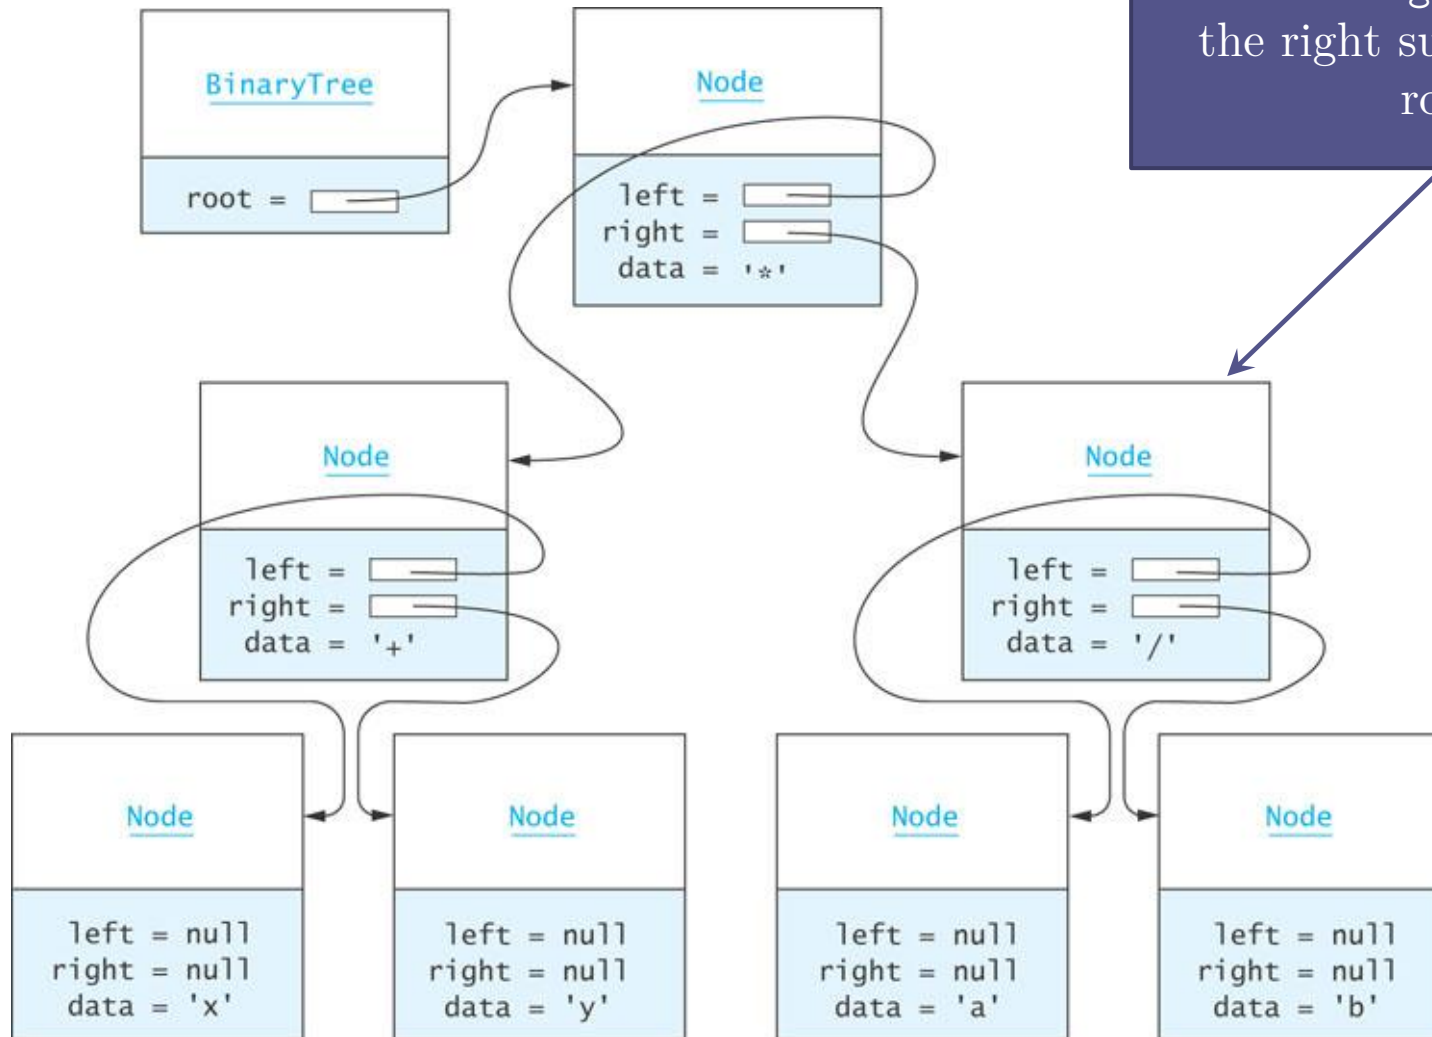 BinaryTree
root =
Node
left =
right =
data = '*'
the right
Node
left =
right =
data = '+'
Node
left =
right =
data = '/'
Node
left = null
right = null
data = 'x'
Node
left = null
right = null
data = 'y'
Node
left = null
right = null
data = 'a'
Node
left = null
right = null
data = 'b'